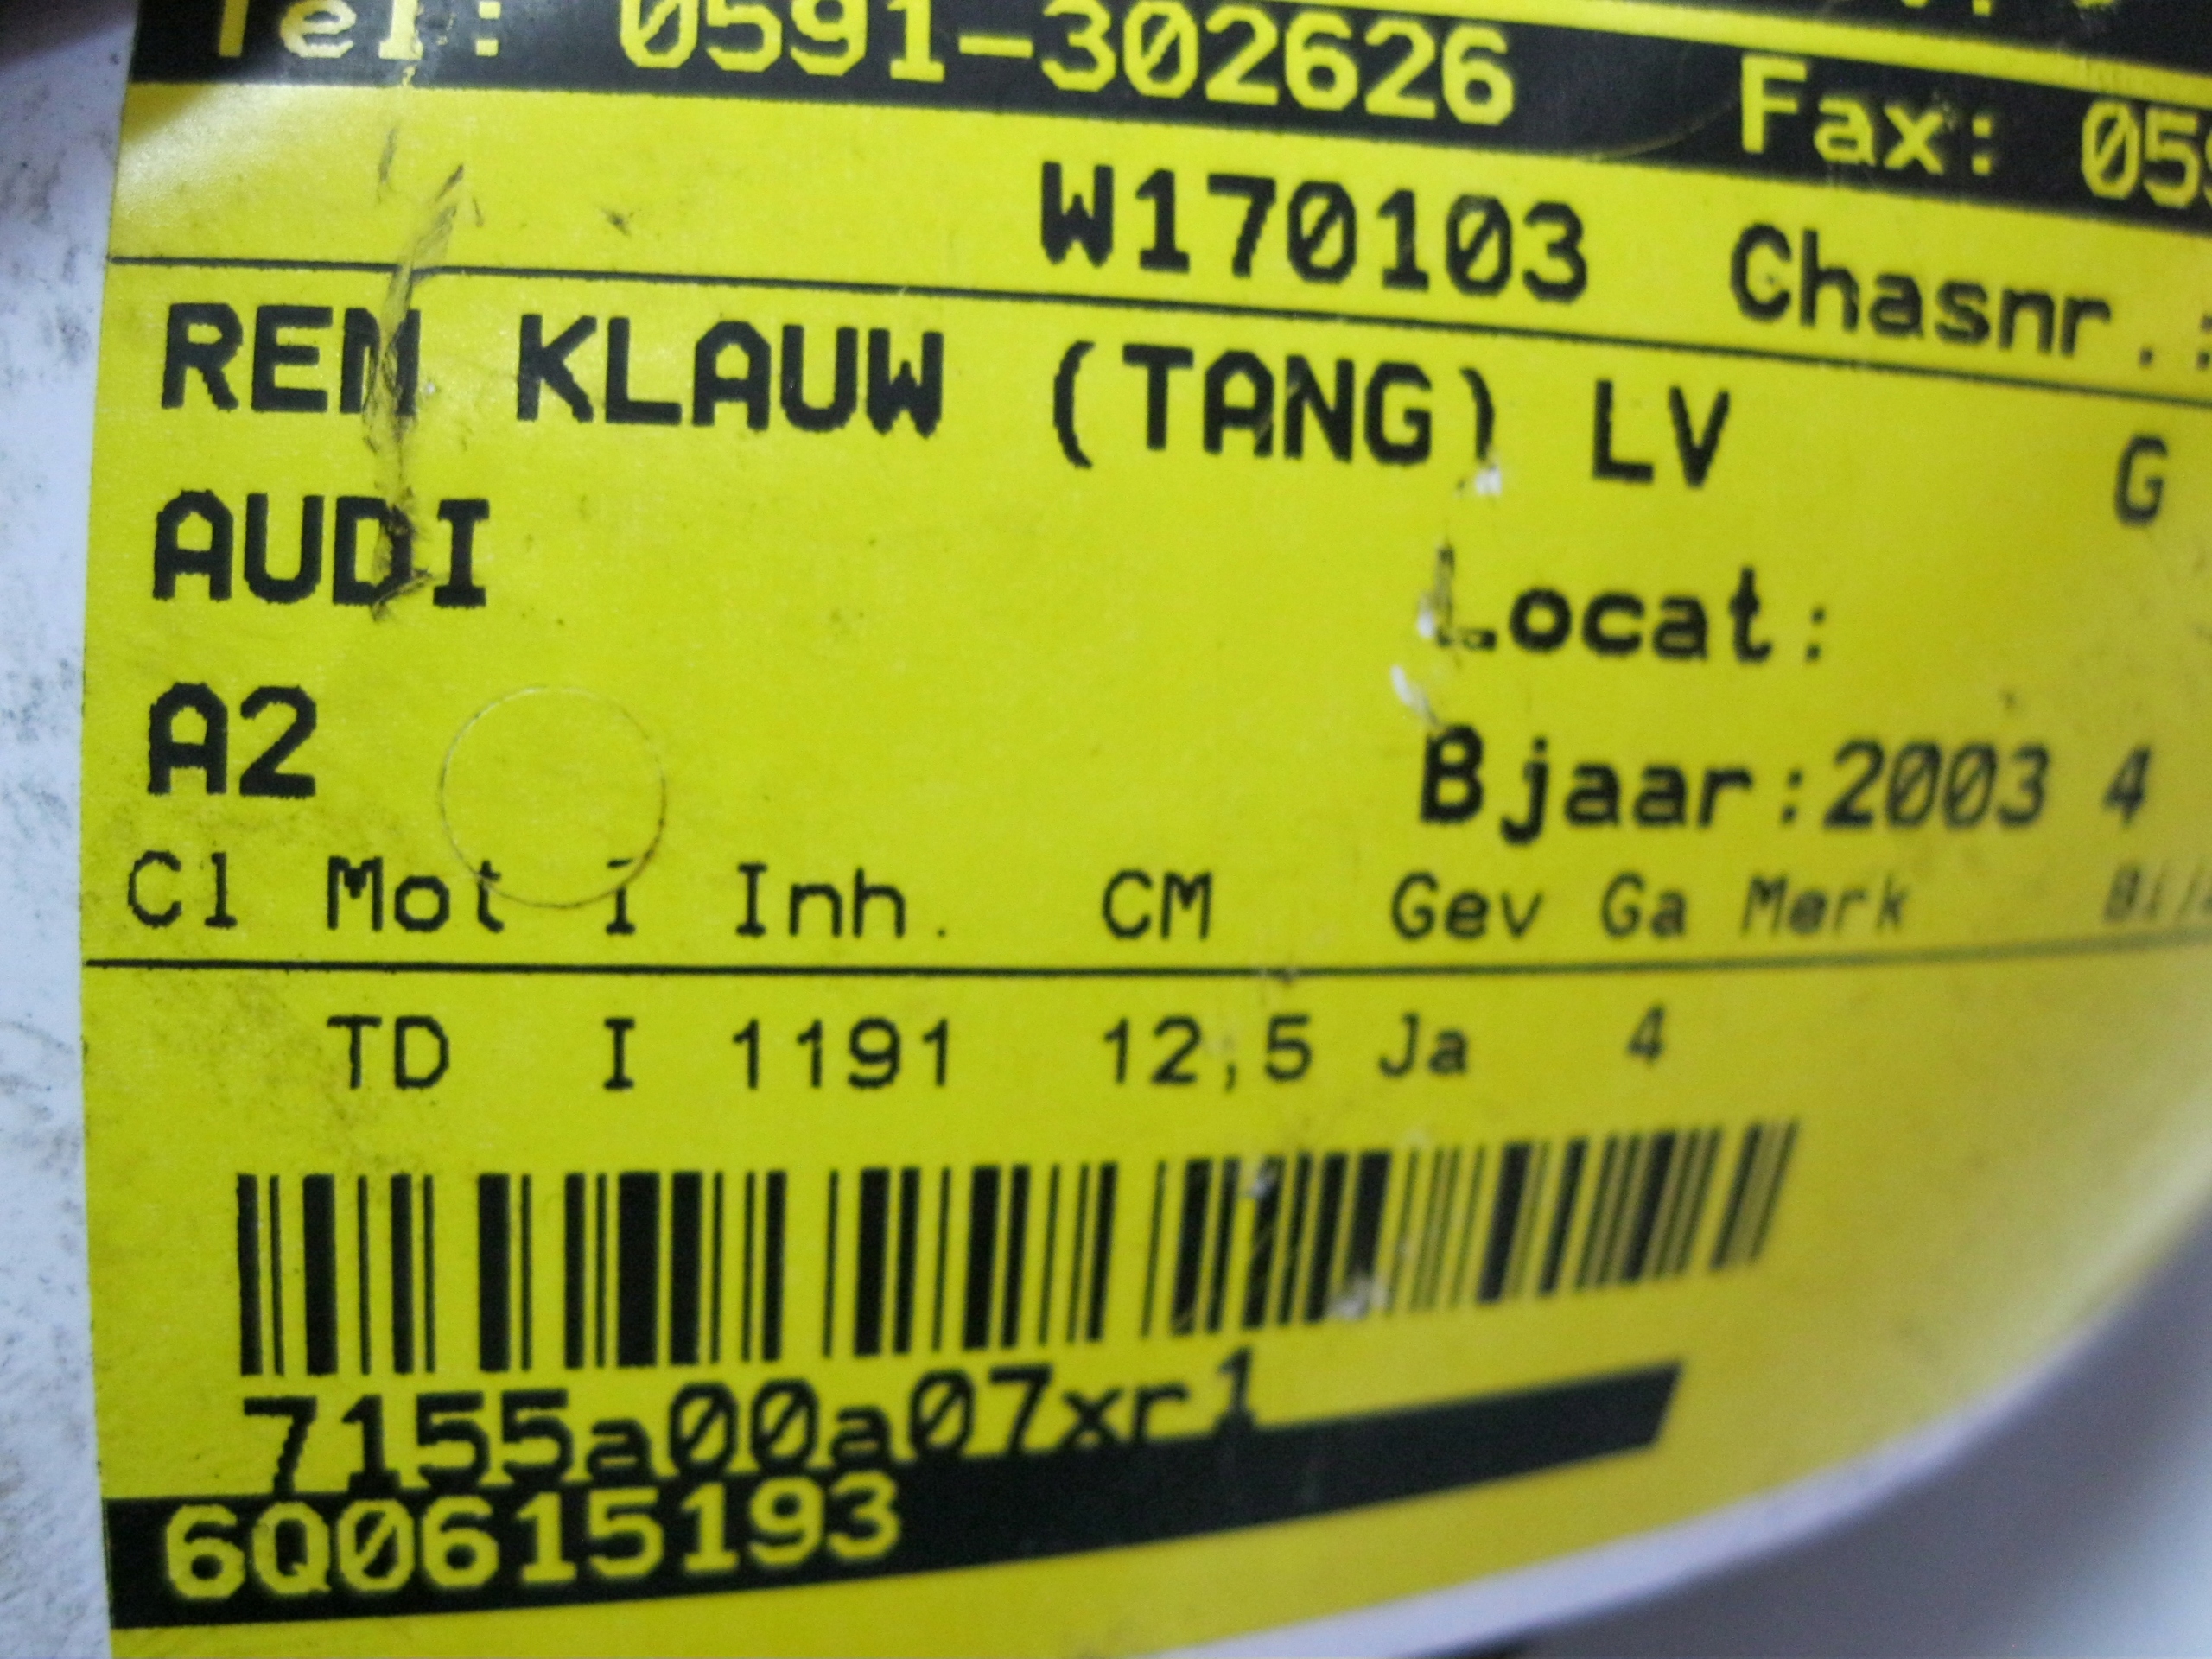 Tel: 0591-302626 Fax: 059
W170103 Chasnr.:
REM KLAUW (TANG) LV G
AUDI
Locat:
A2
Bjaar:2003 4
Cl Mot I Inh. CM Gev Ga Merk
TD I 1191 12,5 Ja 4
7155a00a07xr1
6Q0615193